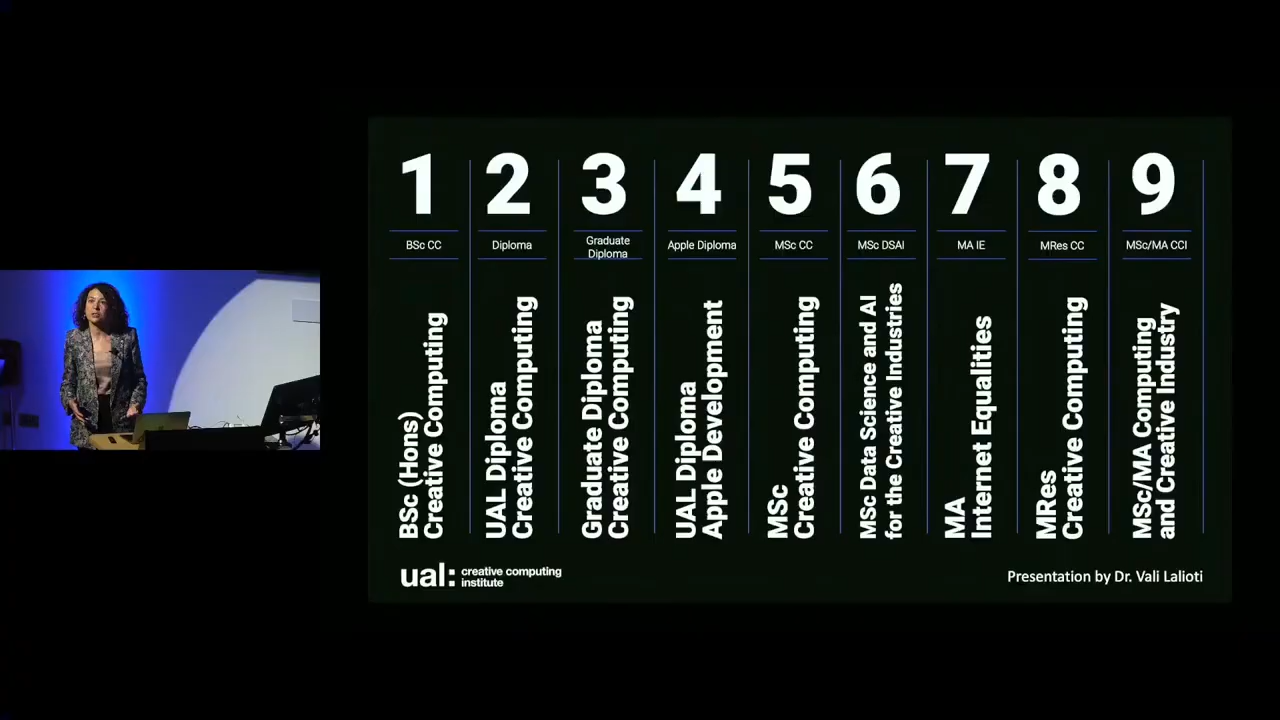 1
BSc CC
BSc (Hons)
Creative Computing
2
Diploma
UAL Diploma
Creative Computing
3
Graduate
Diploma
Graduate Diploma
Creative Computing
4
Apple Diploma
UAL Diploma
Apple Development
5
MSc CC
MSc
Creative Computing
6
MSc DSAI
MSc Data Science and AI
for the Creative Industries
7
MA IE
MA
Internet Equalities
8
MRes CC
MRes
Creative Computing
9
MSc/MA CCI
MSc/MA Computing
and Creative Industry
ual: creative computing
institute
Presentation by Dr. Vali Lalioti